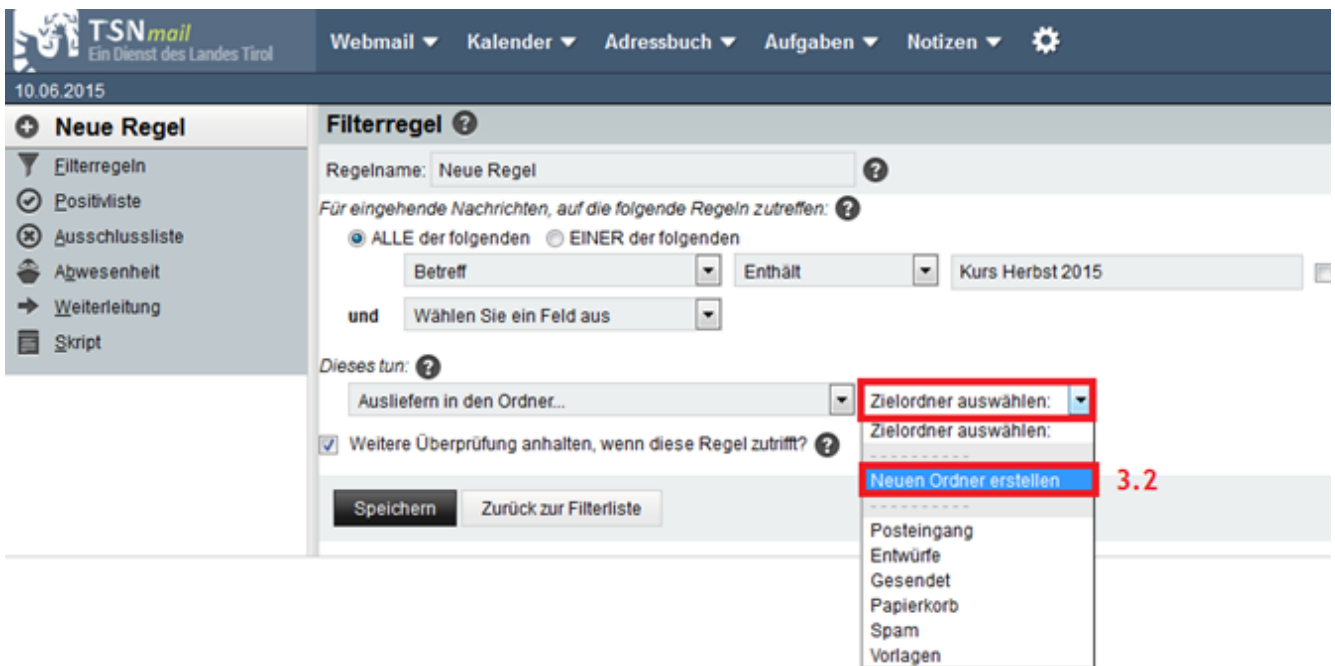 TSNmail
Ein Dienst des Landes Tirol
Webmail Kalender Adressbuch Aufgaben Notizen
10.06.2015
Neue Regel
Filterregeln
Positivliste
Ausschlussliste
Abwesenheit
Weiterleitung
Skript
Filterregel ?
Regelname: Neue Regel ?
Für eingehende Nachrichten, auf die folgende Regeln zutreffen: ?
ALLE der folgenden EINER der folgenden
Betreff Enthält Kurs Herbst 2015
und Wählen Sie ein Feld aus
Dieses tun: ?
Ausliefern in den Ordner... Zielordner auswählen:
Weitere Überprüfung anhalten, wenn diese Regel zutrifft? ?
Speichern Zurück zur Filterliste
Zielordner auswählen:
- - - - - - - - - -
Neuen Ordner erstellen 3.2
- - - - - - - - - -
Posteingang
Entwürfe
Gesendet
Papierkorb
Spam
Vorlagen